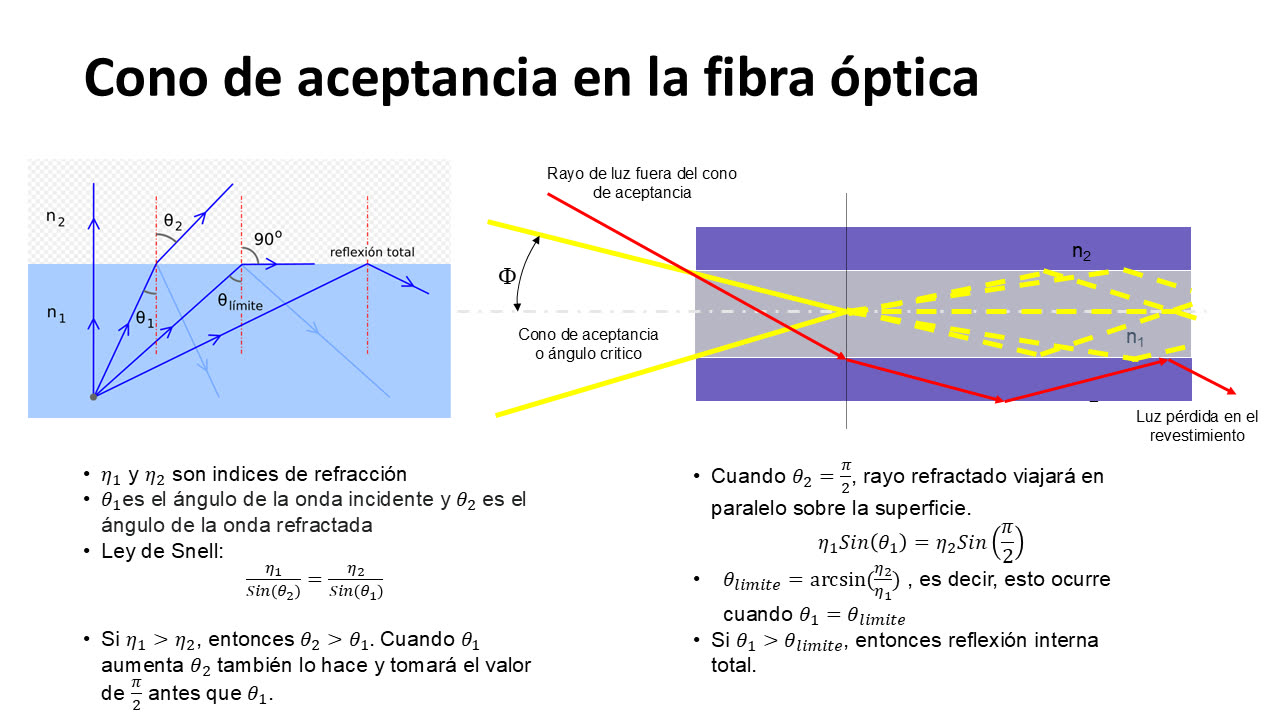 Cono de aceptancia en la fibra óptica
n₂
θ₂
90º
reflexión total
n₁
θ₁
θlímite
Rayo de luz fuera del cono
de aceptancia
Φ
Cono de aceptancia
o ángulo critico
n₂
n₁
Luz pérdida en el
revestimiento
• η₁ y η₂ son indices de refracción
• θ₁es el ángulo de la onda incidente y θ₂ es el
ángulo de la onda refractada
• Ley de Snell:
η₁/Sin(θ₂) = η₂/Sin(θ₁)
• Si η₁ > η₂, entonces θ₂ > θ₁. Cuando θ₁
aumenta θ₂ también lo hace y tomará el valor
de π/2 antes que θ₁.
• Cuando θ₂ = π/2, rayo refractado viajará en
paralelo sobre la superficie.
η₁Sin(θ₁) = η₂Sin(π/2)
• θlimite = arcsin(η₂/η₁) , es decir, esto ocurre
cuando θ₁ = θlimite
• Si θ₁ > θlimite, entonces reflexión interna
total.